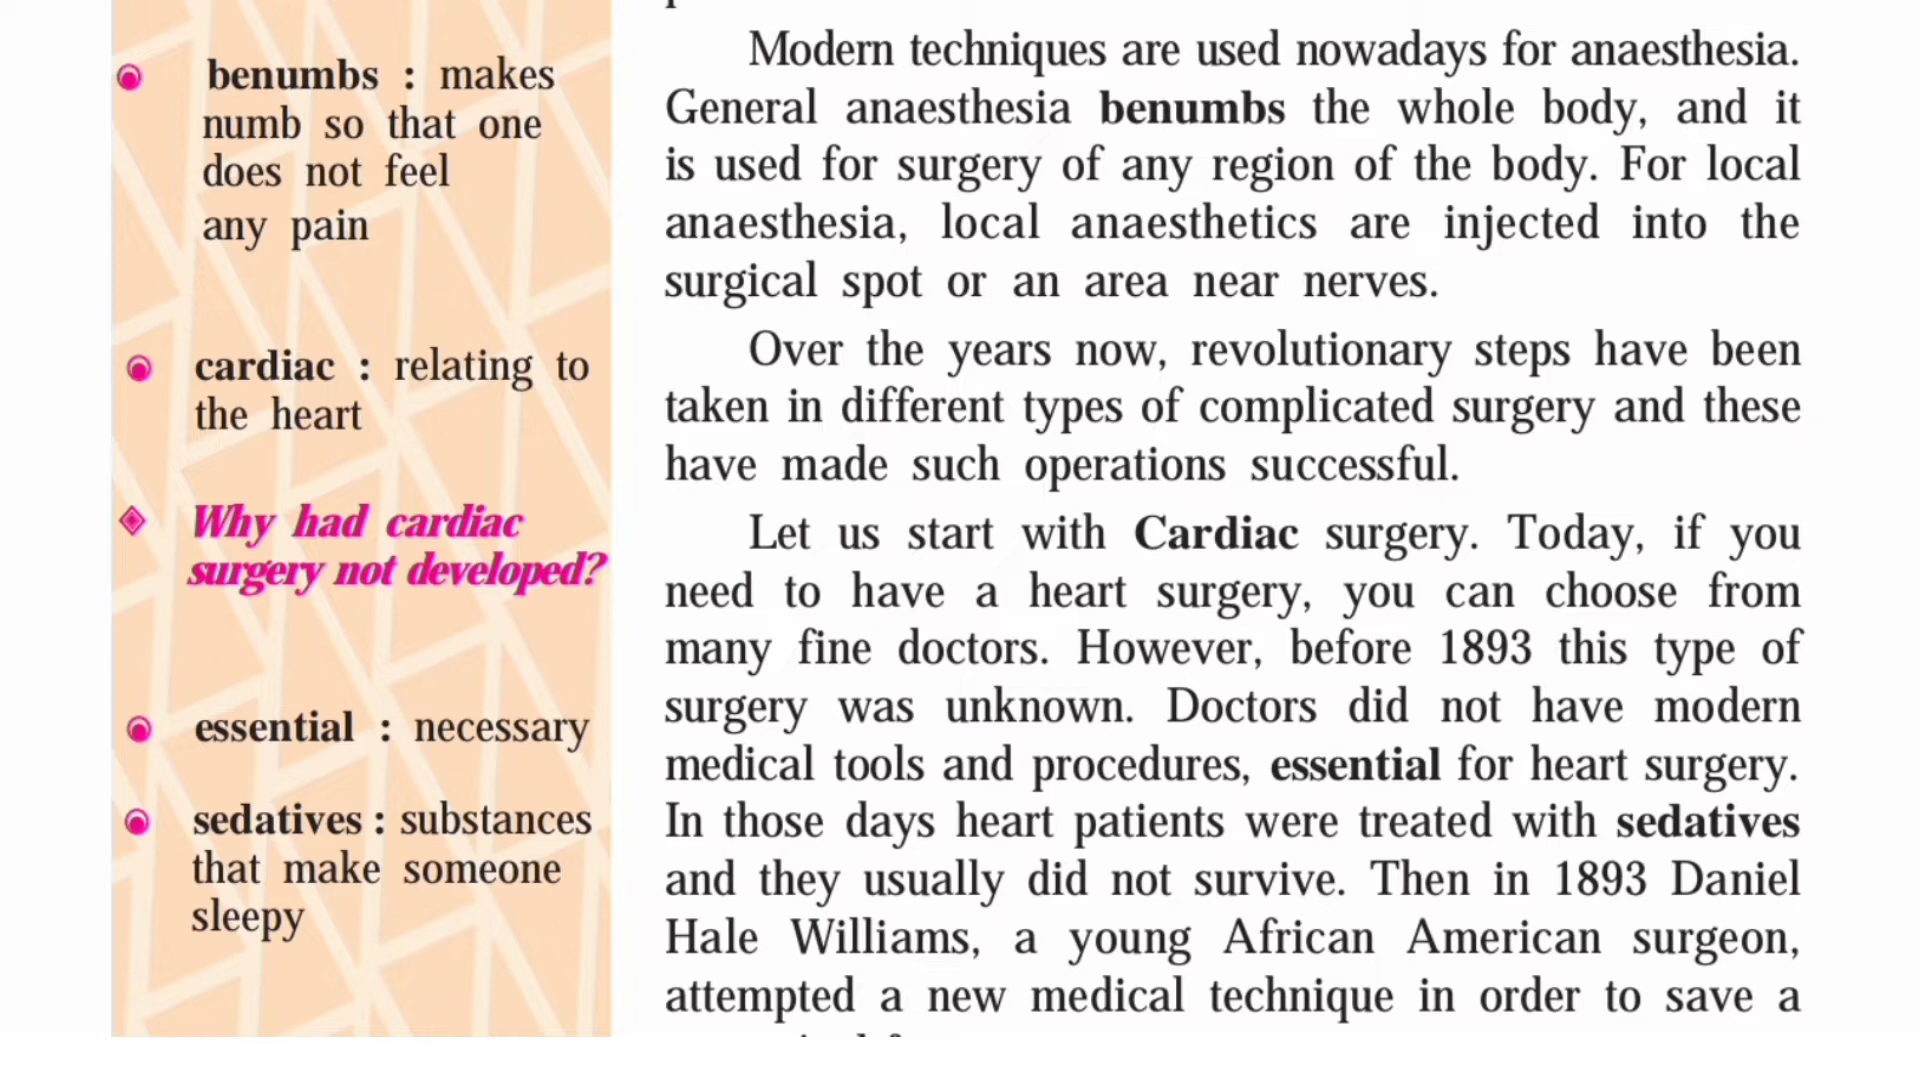 benumbs : makes
numb so that one
does not feel
any pain
cardiac : relating to
the heart
Why had cardiac
surgery not developed?
essential : necessary
sedatives : substances
that make someone
sleepy
Modern techniques are used nowadays for anaesthesia.
General anaesthesia benumbs the whole body, and it
is used for surgery of any region of the body. For local
anaesthesia, local anaesthetics are injected into the
surgical spot or an area near nerves.
Over the years now, revolutionary steps have been
taken in different types of complicated surgery and these
have made such operations successful.
Let us start with Cardiac surgery. Today, if you
need to have a heart surgery, you can choose from
many fine doctors. However, before 1893 this type of
surgery was unknown. Doctors did not have modern
medical tools and procedures, essential for heart surgery.
In those days heart patients were treated with sedatives
and they usually did not survive. Then in 1893 Daniel
Hale Williams, a young African American surgeon,
attempted a new medical technique in order to save a